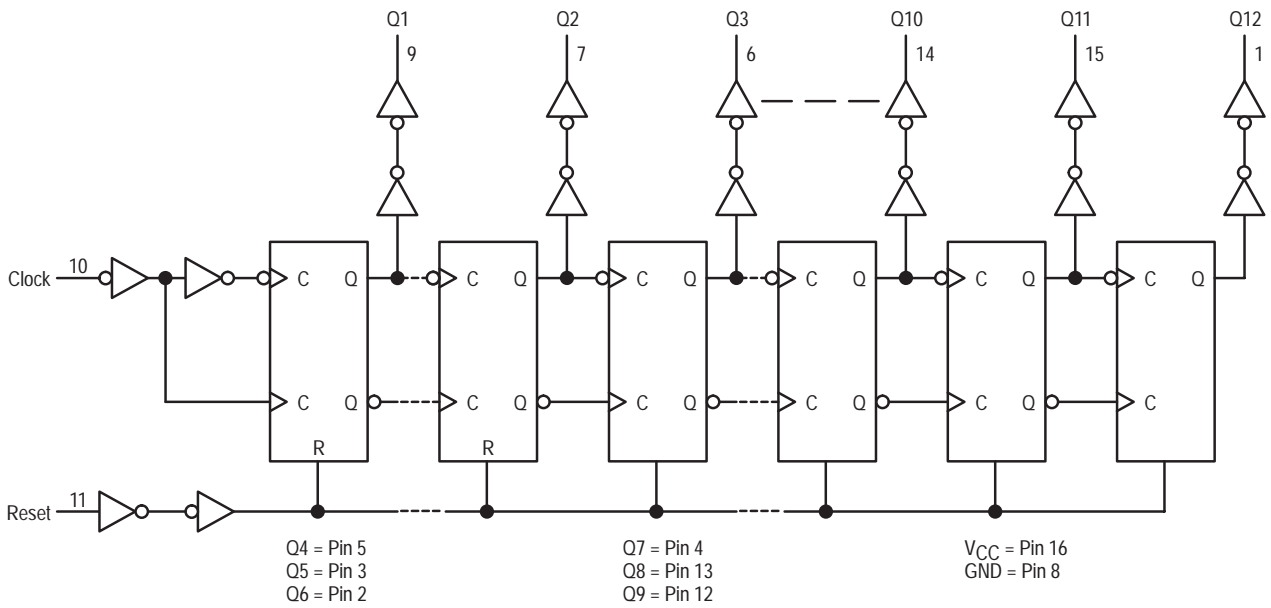 Q1 Q2 Q3 Q10 Q11 Q12
9 7 6 14 15 1
Clock 10
C Q C Q C Q C Q C Q C Q
C Q C Q C Q C Q C Q C
R R
Reset 11
Q4 = Pin 5
Q5 = Pin 3
Q6 = Pin 2
Q7 = Pin 4
Q8 = Pin 13
Q9 = Pin 12
VCC = Pin 16
GND = Pin 8